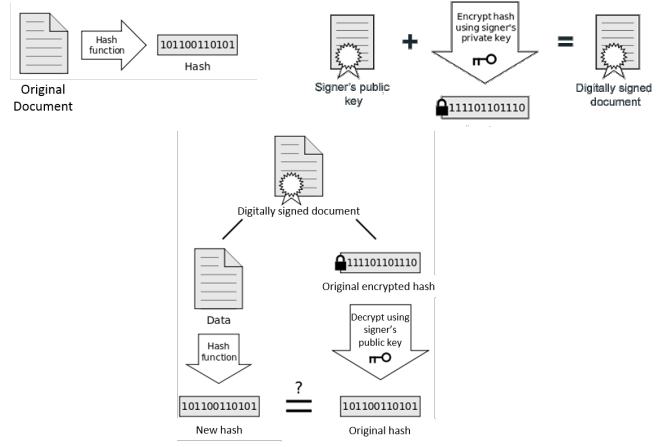 Hash
function
101100110101
Hash
Original
Document
Signer's public
key
+
Encrypt hash
using signer's
private key
111101101110
=
Digitally signed
document
Digitally signed document
Data
Hash
function
101100110101
New hash
?
=
111101101110
Original encrypted hash
Decrypt using
signer's
public key
101100110101
Original hash